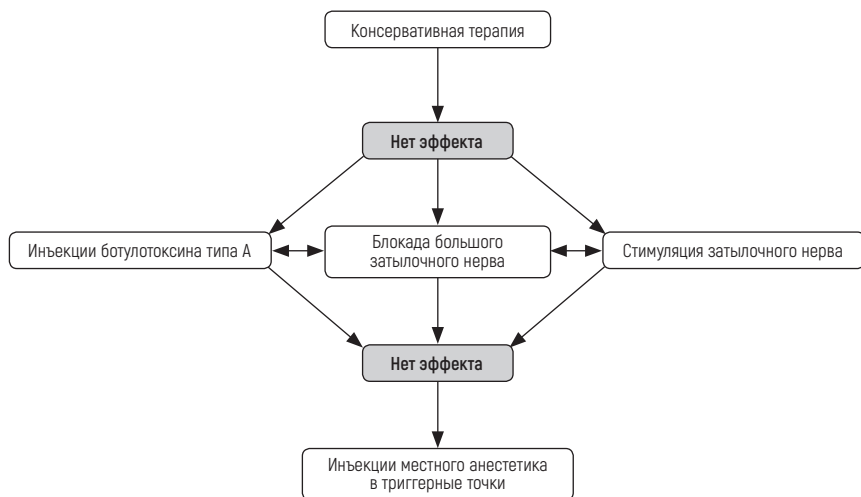 Консервативная терапия
Нет эффекта
Инъекции ботулотоксина типа А
Блокада большого
затылочного нерва
Стимуляция затылочного нерва
Нет эффекта
Инъекции местного анестетика
в триггерные точки